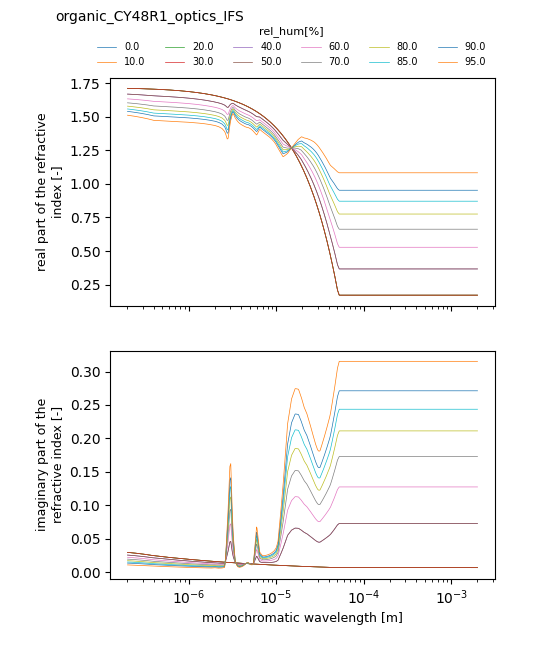 organic_CY48R1_optics_IFS
rel_hum[%]
0.0 20.0 40.0 60.0 80.0 90.0
10.0 30.0 50.0 70.0 85.0 95.0
real part of the refractive
index [-]
1.75
1.50
1.25
1.00
0.75
0.50
0.25
imaginary part of the
refractive index [-]
0.30
0.25
0.20
0.15
0.10
0.05
0.00
10⁻⁶ 10⁻⁵ 10⁻⁴ 10⁻³
monochromatic wavelength [m]